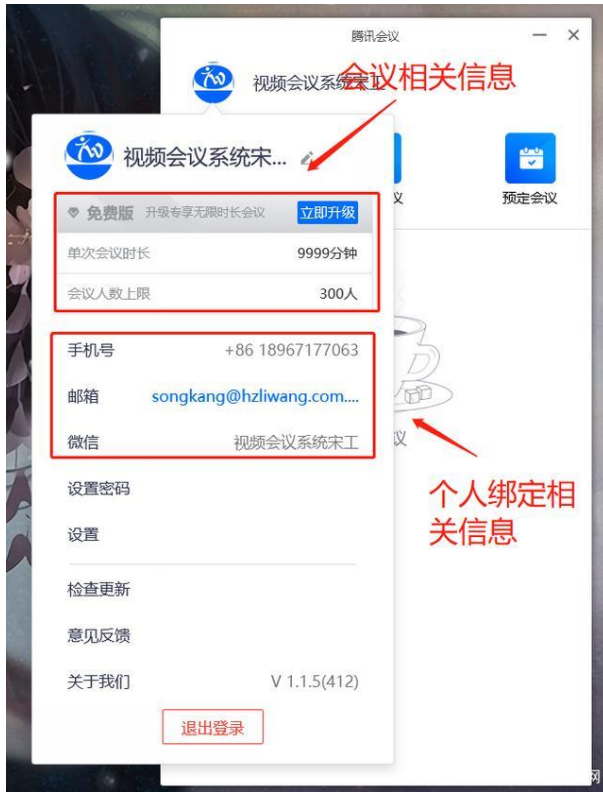 腾讯会议
视频会议系统宋工
会议相关信息
视频会议系统宋...
议
预定会议
免费版 升级专享无限时长会议 立即升级
单次会议时长 9999分钟
会议人数上限 300人
手机号 +86 18967177063
邮箱 songkang@hzliwang.com....
微信 视频会议系统宋工
议
设置密码
个人绑定相
关信息
设置
检查更新
意见反馈
关于我们 V 1.1.5(412)
退出登录
网